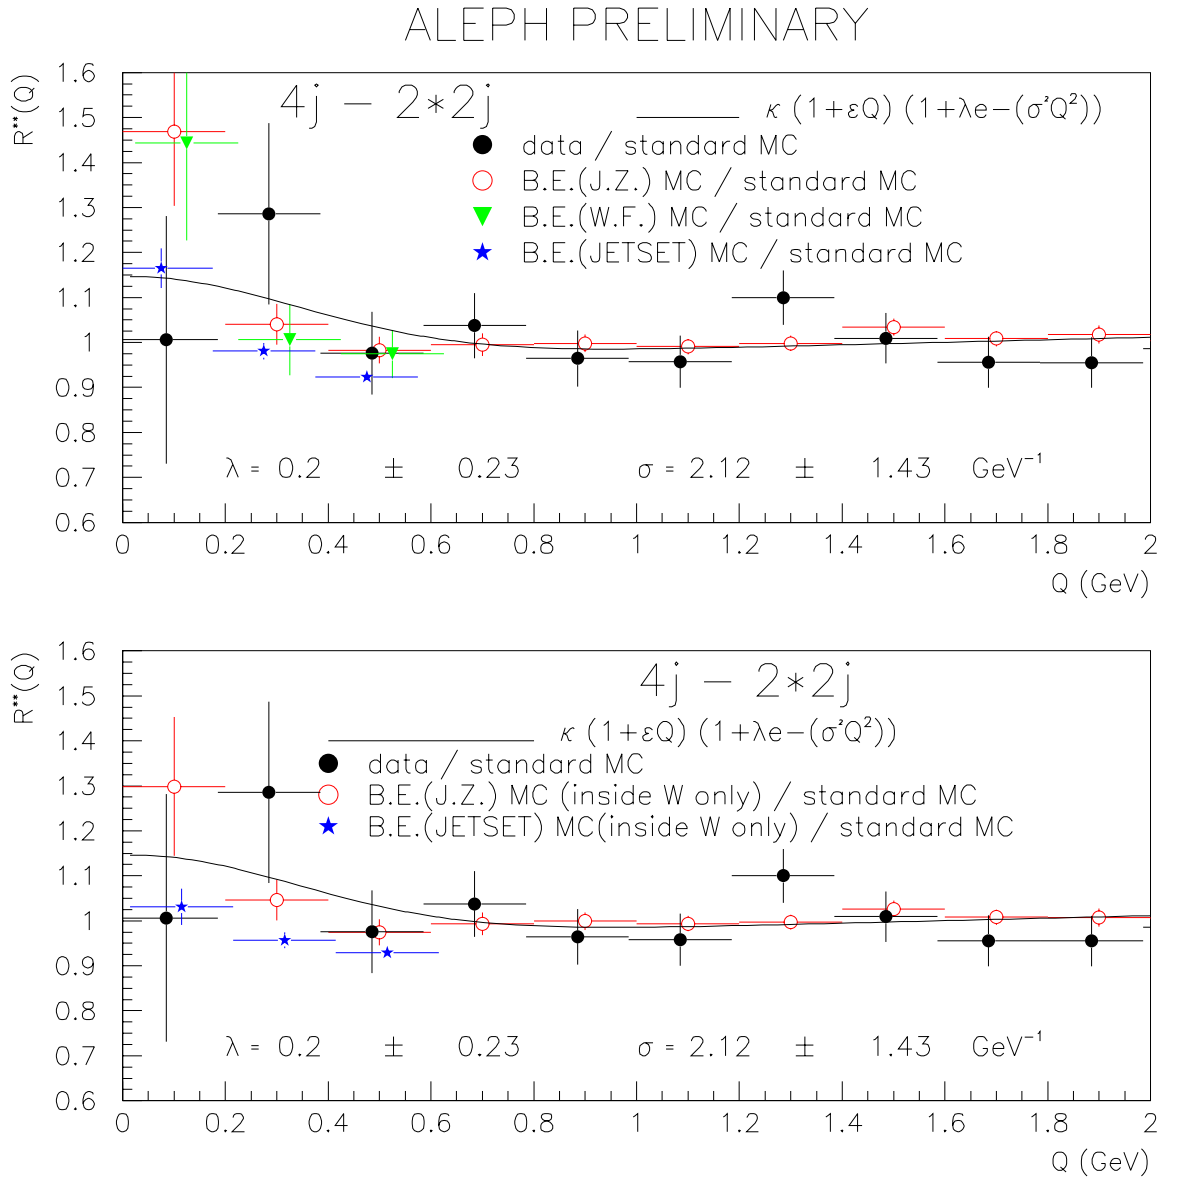 ALEPH PRELIMINARY
R**(Q)
4j − 2*2j
κ (1+εQ) (1+λe−(σ²Q²))
data / standard MC
B.E.(J.Z.) MC / standard MC
B.E.(W.F.) MC / standard MC
B.E.(JETSET) MC / standard MC
1.6
1.5
1.4
1.3
1.2
1.1
1
0.9
0.8
0.7
0.6
λ = 0.2 ± 0.23 σ = 2.12 ± 1.43 GeV⁻¹
0 0.2 0.4 0.6 0.8 1 1.2 1.4 1.6 1.8 2
Q (GeV)
R**(Q)
4j − 2*2j
κ (1+εQ) (1+λe−(σ²Q²))
data / standard MC
B.E.(J.Z.) MC (inside W only) / standard MC
B.E.(JETSET) MC(inside W only) / standard MC
1.6
1.5
1.4
1.3
1.2
1.1
1
0.9
0.8
0.7
0.6
λ = 0.2 ± 0.23 σ = 2.12 ± 1.43 GeV⁻¹
0 0.2 0.4 0.6 0.8 1 1.2 1.4 1.6 1.8 2
Q (GeV)